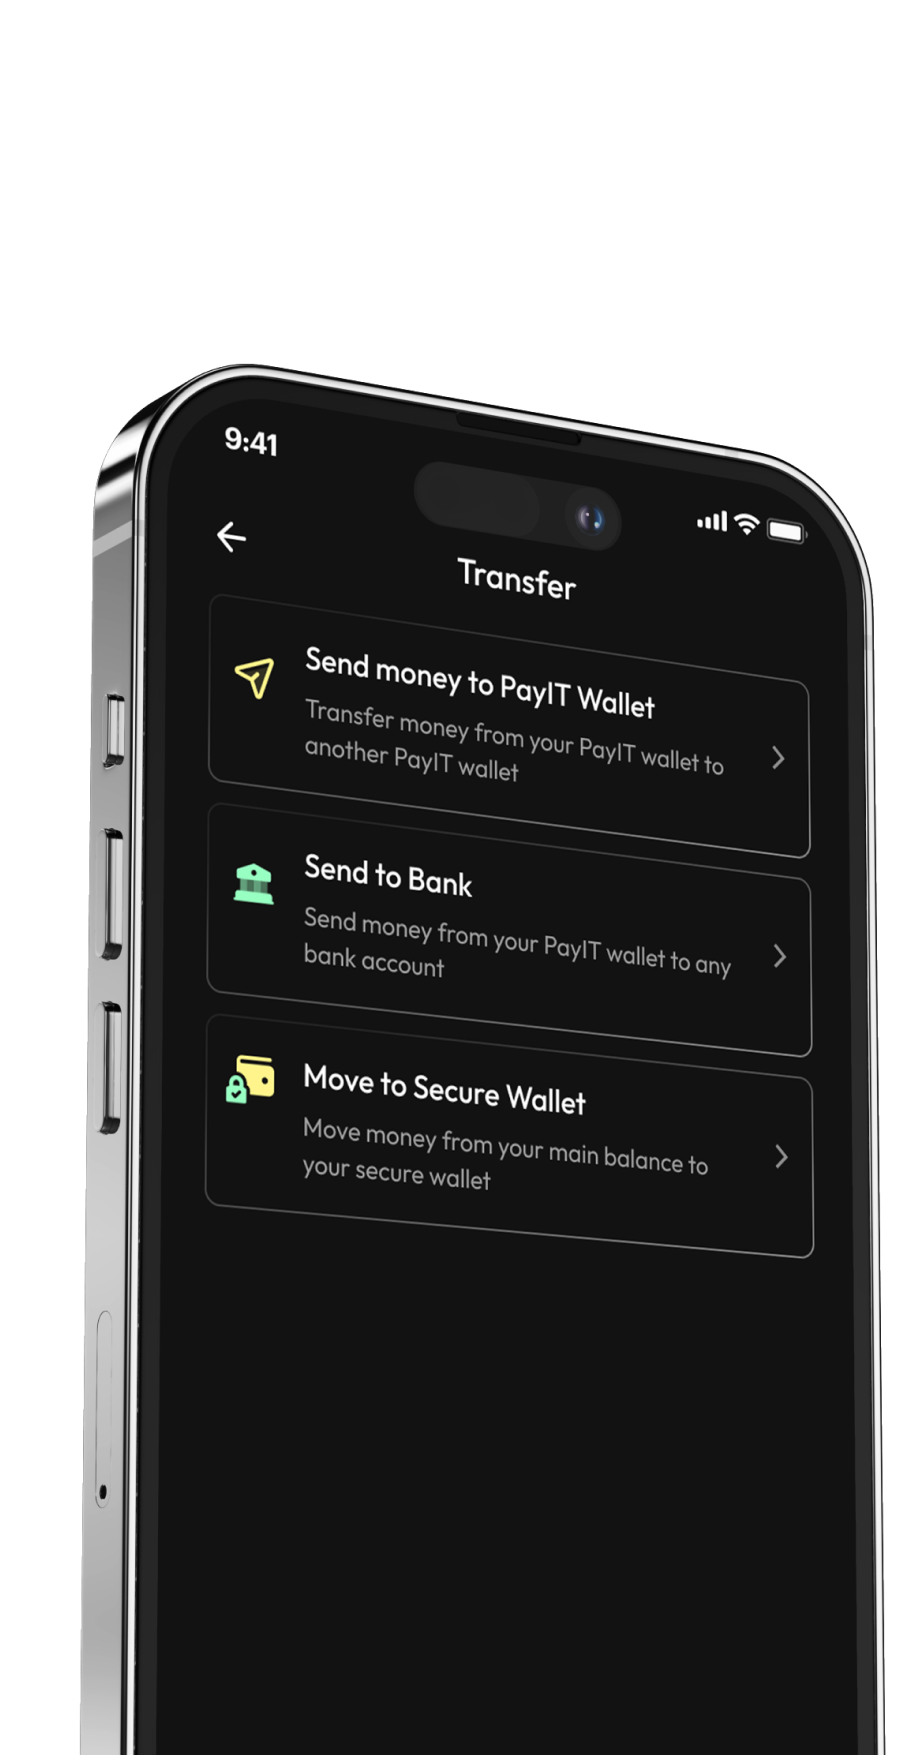 9:41
Transfer
Send money to PayIT Wallet
Transfer money from your PayIT wallet to
another PayIT wallet
Send to Bank
Send money from your PayIT wallet to any
bank account
Move to Secure Wallet
Move money from your main balance to
your secure wallet